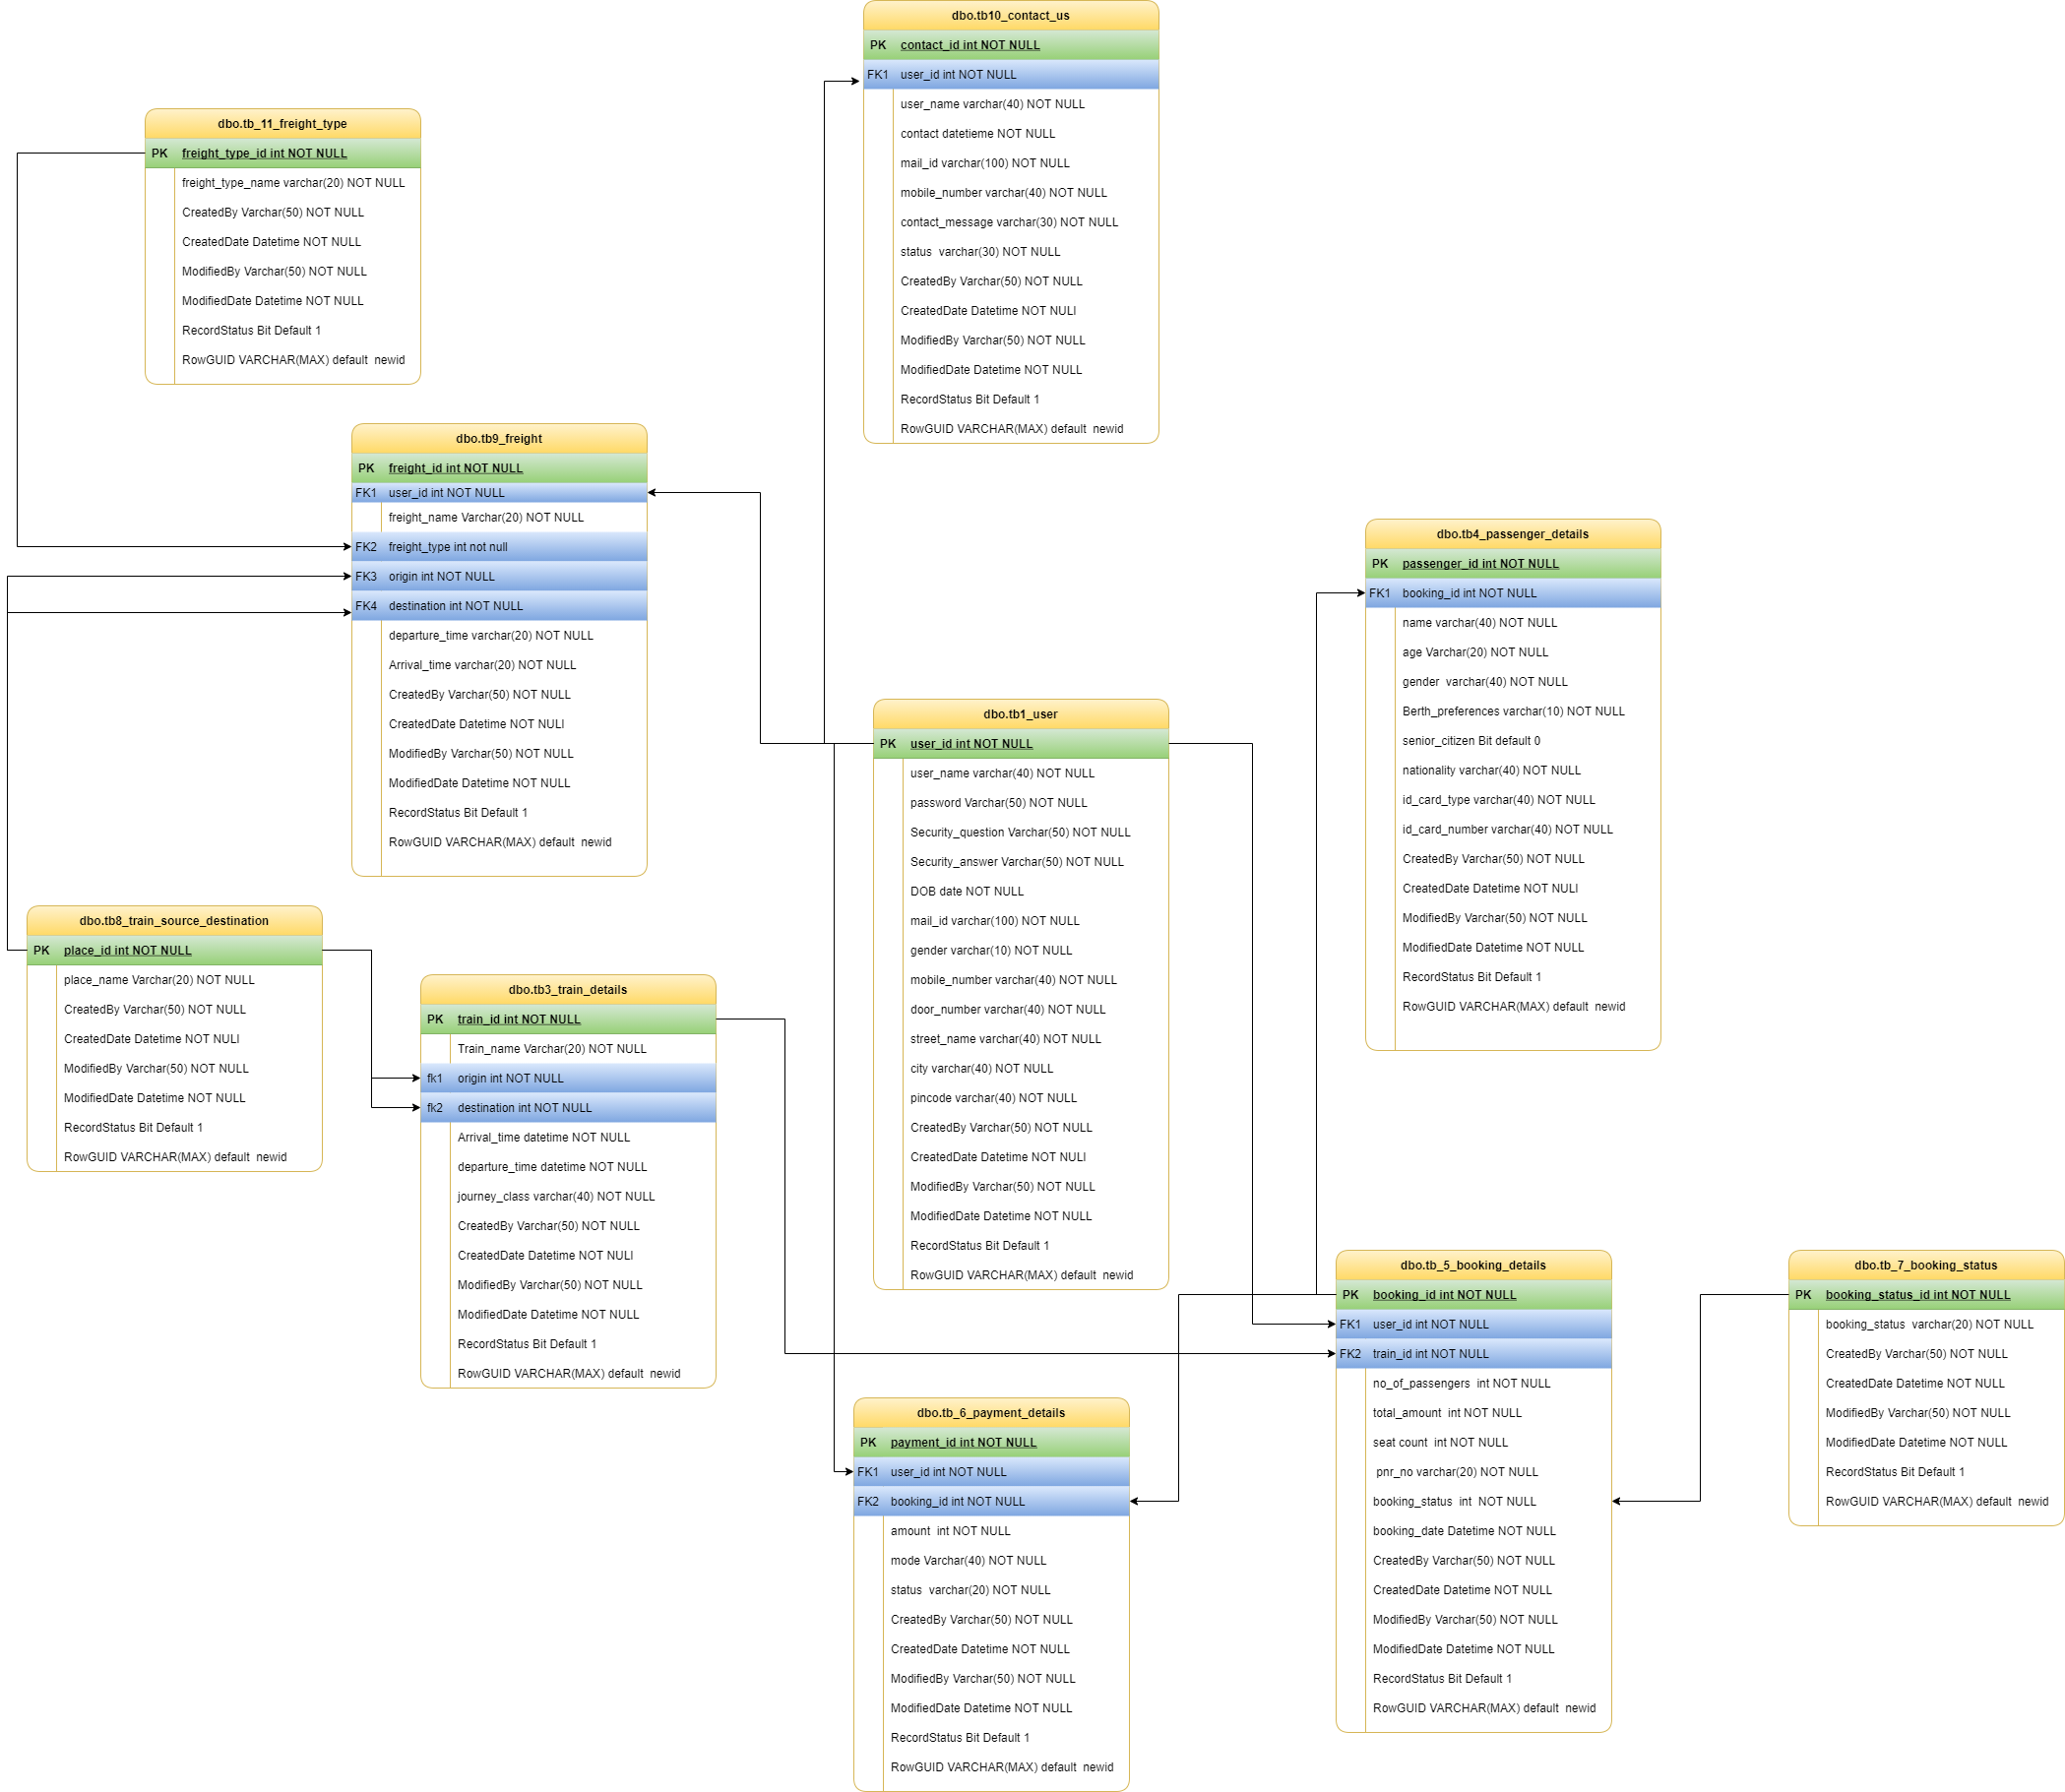 dbo.tb10_contact_us
PK contact_id int NOT NULL
FK1 user_id int NOT NULL
user_name varchar(40) NOT NULL
contact datetieme NOT NULL
mail_id varchar(100) NOT NULL
mobile_number varchar(40) NOT NULL
contact_message varchar(30) NOT NULL
status varchar(30) NOT NULL
CreatedBy Varchar(50) NOT NULL
CreatedDate Datetime NOT NULl
ModifiedBy Varchar(50) NOT NULL
ModifiedDate Datetime NOT NULL
RecordStatus Bit Default 1
RowGUID VARCHAR(MAX) default newid
dbo.tb_11_freight_type
PK freight_type_id int NOT NULL
freight_type_name varchar(20) NOT NULL
CreatedBy Varchar(50) NOT NULL
CreatedDate Datetime NOT NULL
ModifiedBy Varchar(50) NOT NULL
ModifiedDate Datetime NOT NULL
RecordStatus Bit Default 1
RowGUID VARCHAR(MAX) default newid
dbo.tb9_freight
PK freight_id int NOT NULL
FK1 user_id int NOT NULL
freight_name Varchar(20) NOT NULL
FK2 freight_type int not null
FK3 origin int NOT NULL
FK4 destination int NOT NULL
departure_time varchar(20) NOT NULL
Arrival_time varchar(20) NOT NULL
CreatedBy Varchar(50) NOT NULL
CreatedDate Datetime NOT NULl
ModifiedBy Varchar(50) NOT NULL
ModifiedDate Datetime NOT NULL
RecordStatus Bit Default 1
RowGUID VARCHAR(MAX) default newid
dbo.tb4_passenger_details
PK passenger_id int NOT NULL
FK1 booking_id int NOT NULL
name varchar(40) NOT NULL
age Varchar(20) NOT NULL
gender varchar(40) NOT NULL
Berth_preferences varchar(10) NOT NULL
senior_citizen Bit default 0
nationality varchar(40) NOT NULL
id_card_type varchar(40) NOT NULL
id_card_number varchar(40) NOT NULL
CreatedBy Varchar(50) NOT NULL
CreatedDate Datetime NOT NULl
ModifiedBy Varchar(50) NOT NULL
ModifiedDate Datetime NOT NULL
RecordStatus Bit Default 1
RowGUID VARCHAR(MAX) default newid
dbo.tb1_user
PK user_id int NOT NULL
user_name varchar(40) NOT NULL
password Varchar(50) NOT NULL
Security_question Varchar(50) NOT NULL
Security_answer Varchar(50) NOT NULL
DOB date NOT NULL
mail_id varchar(100) NOT NULL
gender varchar(10) NOT NULL
mobile_number varchar(40) NOT NULL
door_number varchar(40) NOT NULL
street_name varchar(40) NOT NULL
city varchar(40) NOT NULL
pincode varchar(40) NOT NULL
CreatedBy Varchar(50) NOT NULL
CreatedDate Datetime NOT NULl
ModifiedBy Varchar(50) NOT NULL
ModifiedDate Datetime NOT NULL
RecordStatus Bit Default 1
RowGUID VARCHAR(MAX) default newid
dbo.tb8_train_source_destination
PK place_id int NOT NULL
place_name Varchar(20) NOT NULL
CreatedBy Varchar(50) NOT NULL
CreatedDate Datetime NOT NULl
ModifiedBy Varchar(50) NOT NULL
ModifiedDate Datetime NOT NULL
RecordStatus Bit Default 1
RowGUID VARCHAR(MAX) default newid
dbo.tb3_train_details
PK train_id int NOT NULL
Train_name Varchar(20) NOT NULL
fk1 origin int NOT NULL
fk2 destination int NOT NULL
Arrival_time datetime NOT NULL
departure_time datetime NOT NULL
journey_class varchar(40) NOT NULL
CreatedBy Varchar(50) NOT NULL
CreatedDate Datetime NOT NULl
ModifiedBy Varchar(50) NOT NULL
ModifiedDate Datetime NOT NULL
RecordStatus Bit Default 1
RowGUID VARCHAR(MAX) default newid
dbo.tb_5_booking_details
PK booking_id int NOT NULL
FK1 user_id int NOT NULL
FK2 train_id int NOT NULL
no_of_passengers int NOT NULL
total_amount int NOT NULL
seat count int NOT NULL
pnr_no varchar(20) NOT NULL
booking_status int NOT NULL
booking_date Datetime NOT NULL
CreatedBy Varchar(50) NOT NULL
CreatedDate Datetime NOT NULL
ModifiedBy Varchar(50) NOT NULL
ModifiedDate Datetime NOT NULL
RecordStatus Bit Default 1
RowGUID VARCHAR(MAX) default newid
dbo.tb_7_booking_status
PK booking_status_id int NOT NULL
booking_status varchar(20) NOT NULL
CreatedBy Varchar(50) NOT NULL
CreatedDate Datetime NOT NULL
ModifiedBy Varchar(50) NOT NULL
ModifiedDate Datetime NOT NULL
RecordStatus Bit Default 1
RowGUID VARCHAR(MAX) default newid
dbo.tb_6_payment_details
PK payment_id int NOT NULL
FK1 user_id int NOT NULL
FK2 booking_id int NOT NULL
amount int NOT NULL
mode Varchar(40) NOT NULL
status varchar(20) NOT NULL
CreatedBy Varchar(50) NOT NULL
CreatedDate Datetime NOT NULL
ModifiedBy Varchar(50) NOT NULL
ModifiedDate Datetime NOT NULL
RecordStatus Bit Default 1
RowGUID VARCHAR(MAX) default newid